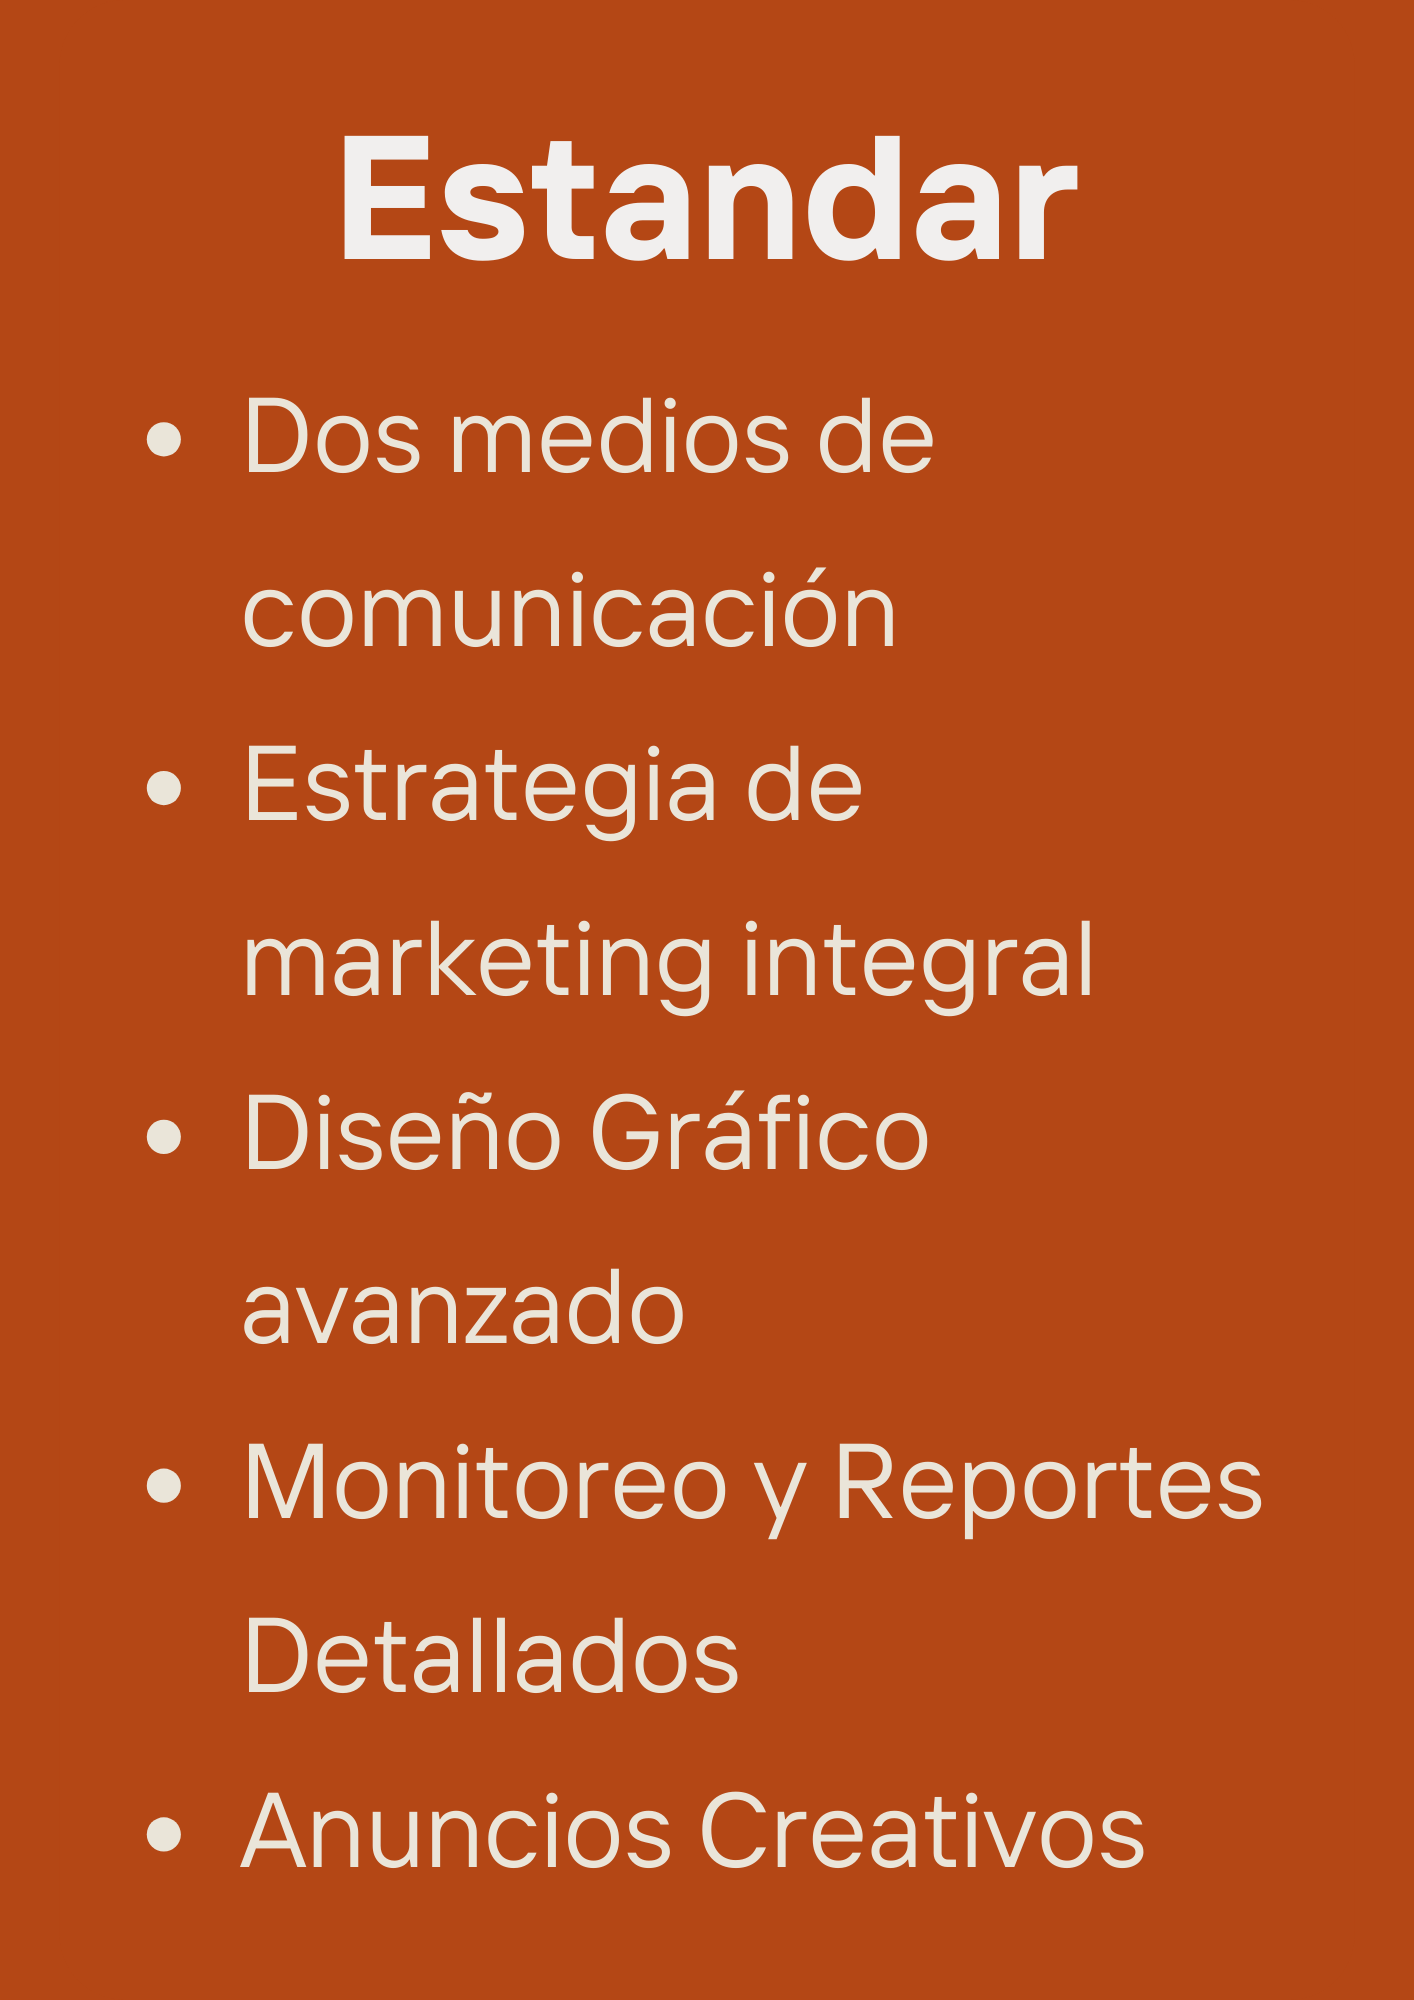 Estandar
• Dos medios de
comunicación
• Estrategia de
marketing integral
• Diseño Gráfico
avanzado
• Monitoreo y Reportes
Detallados
• Anuncios Creativos